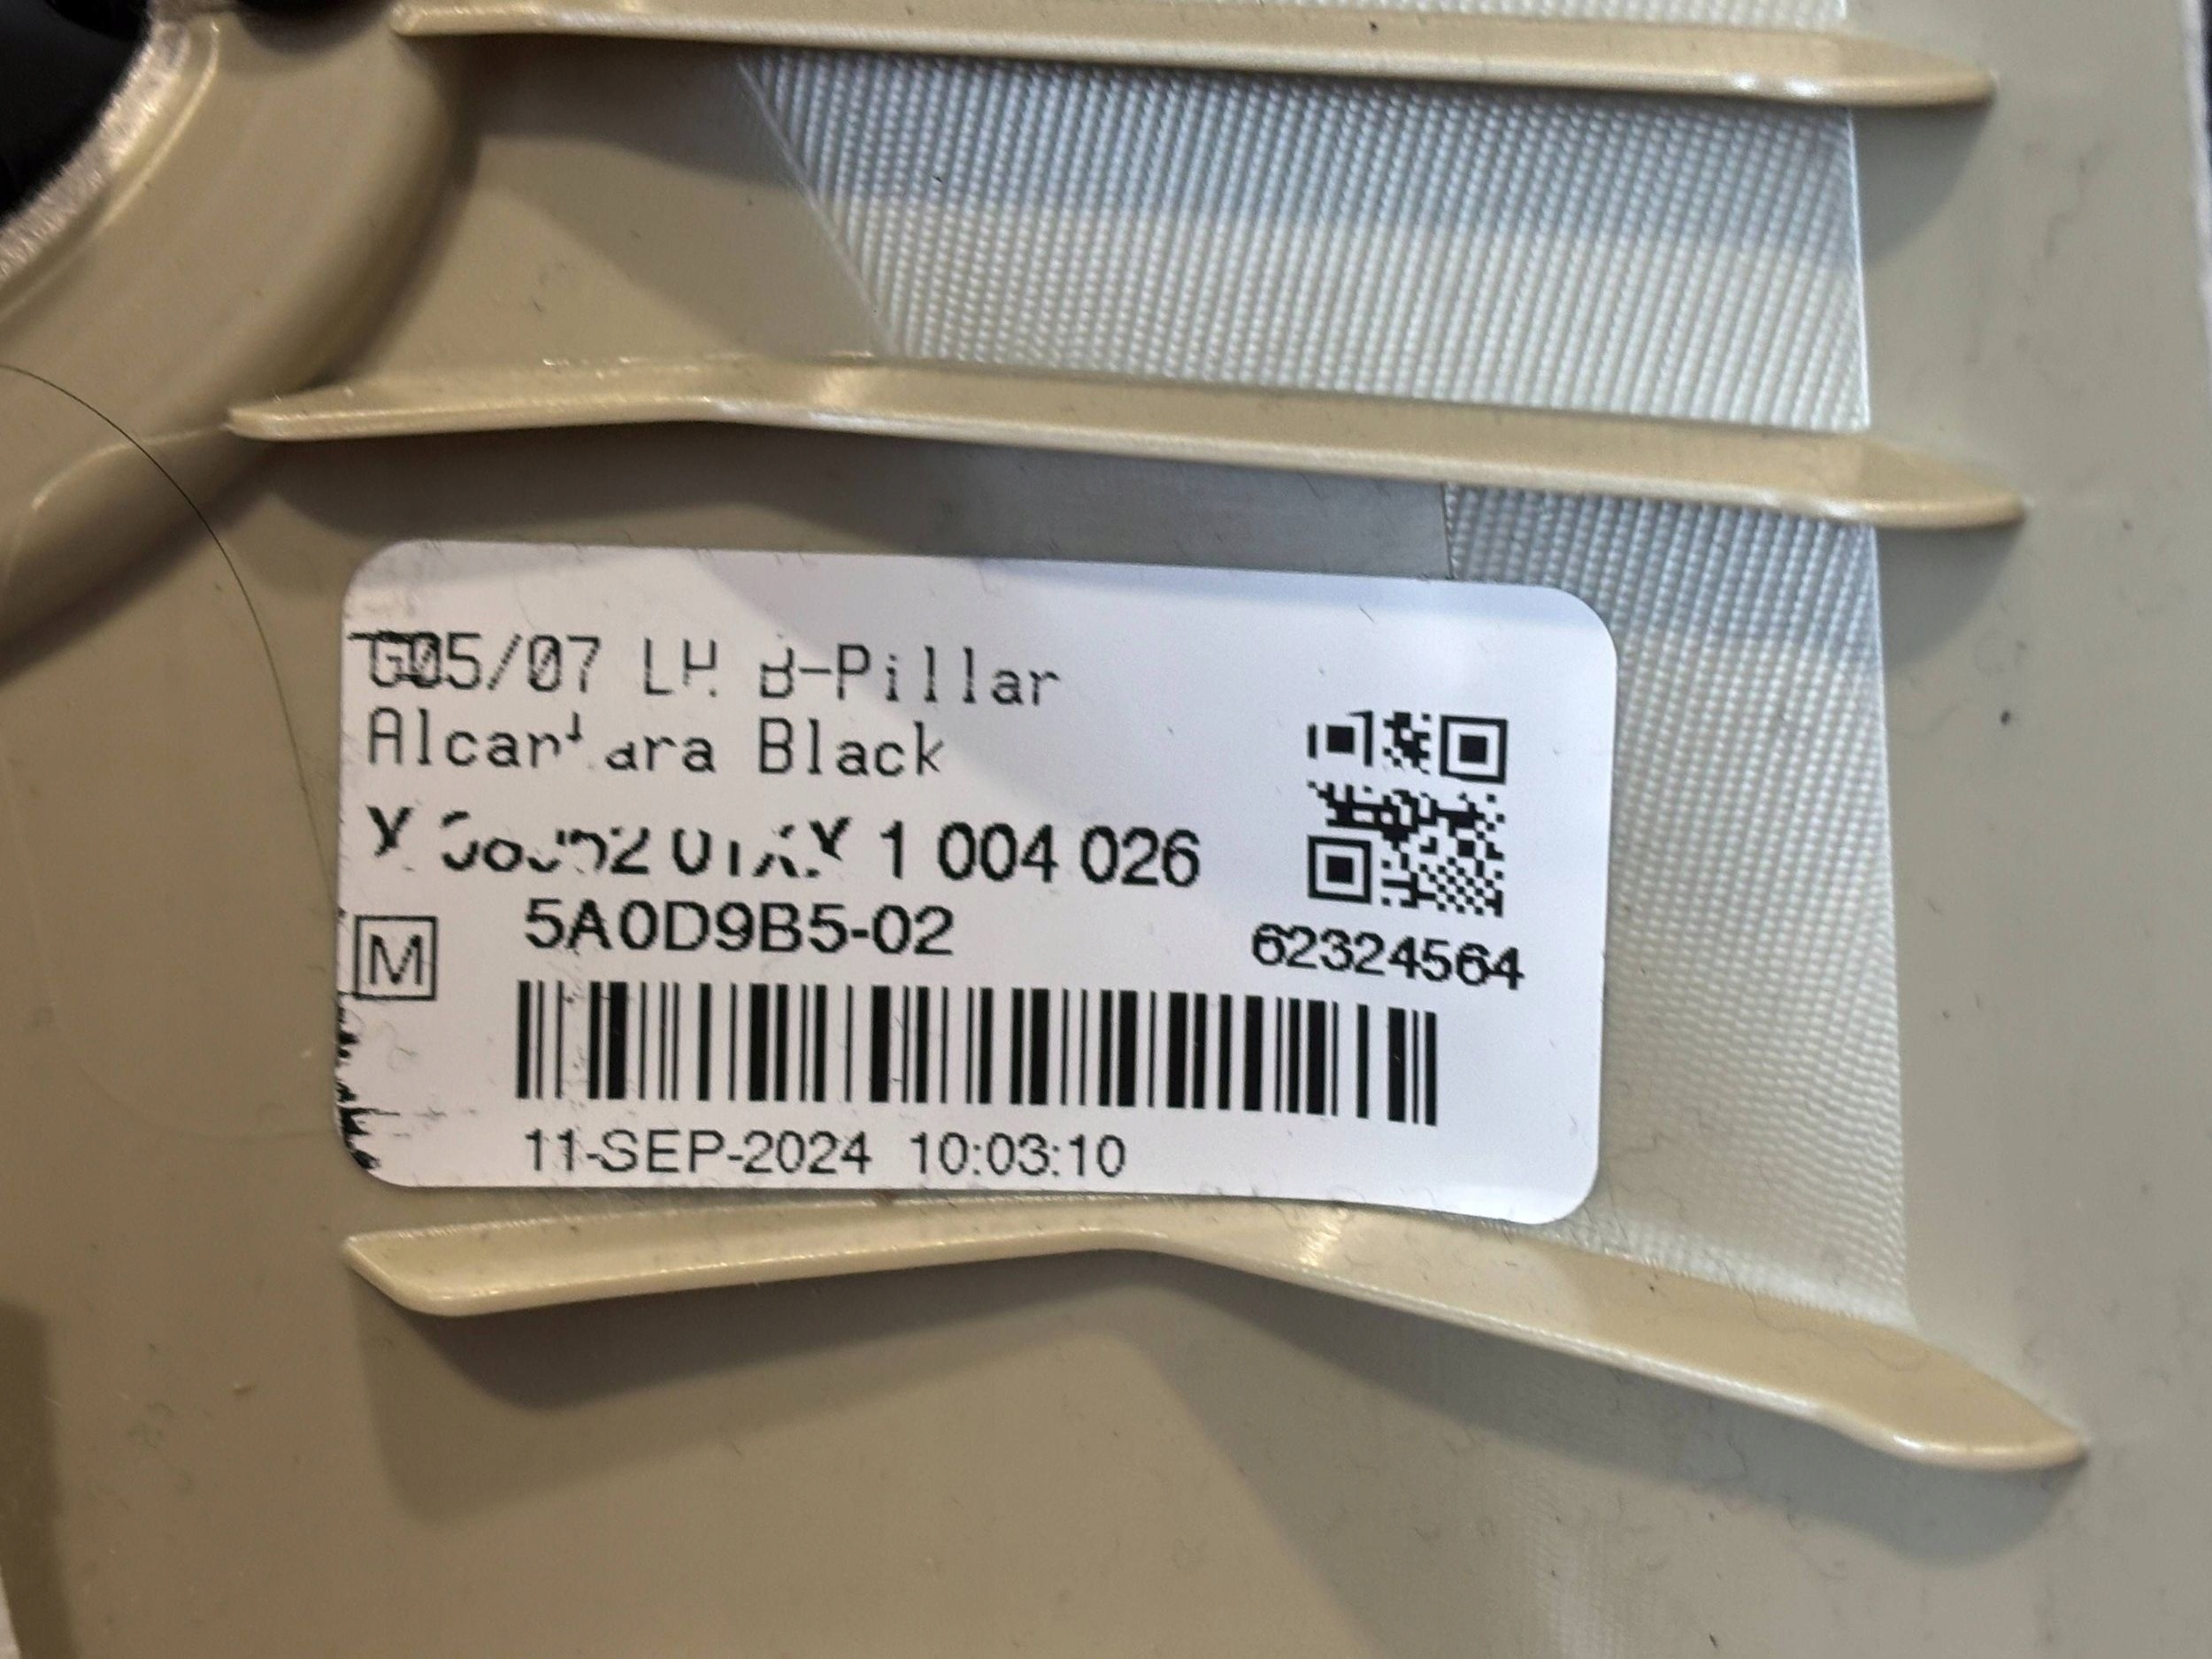 G05/07 LH B-Pillar
Alcantara Black
1 004 026
5A0D9B5-02
62324564
M
11-SEP-2024 10:03:10